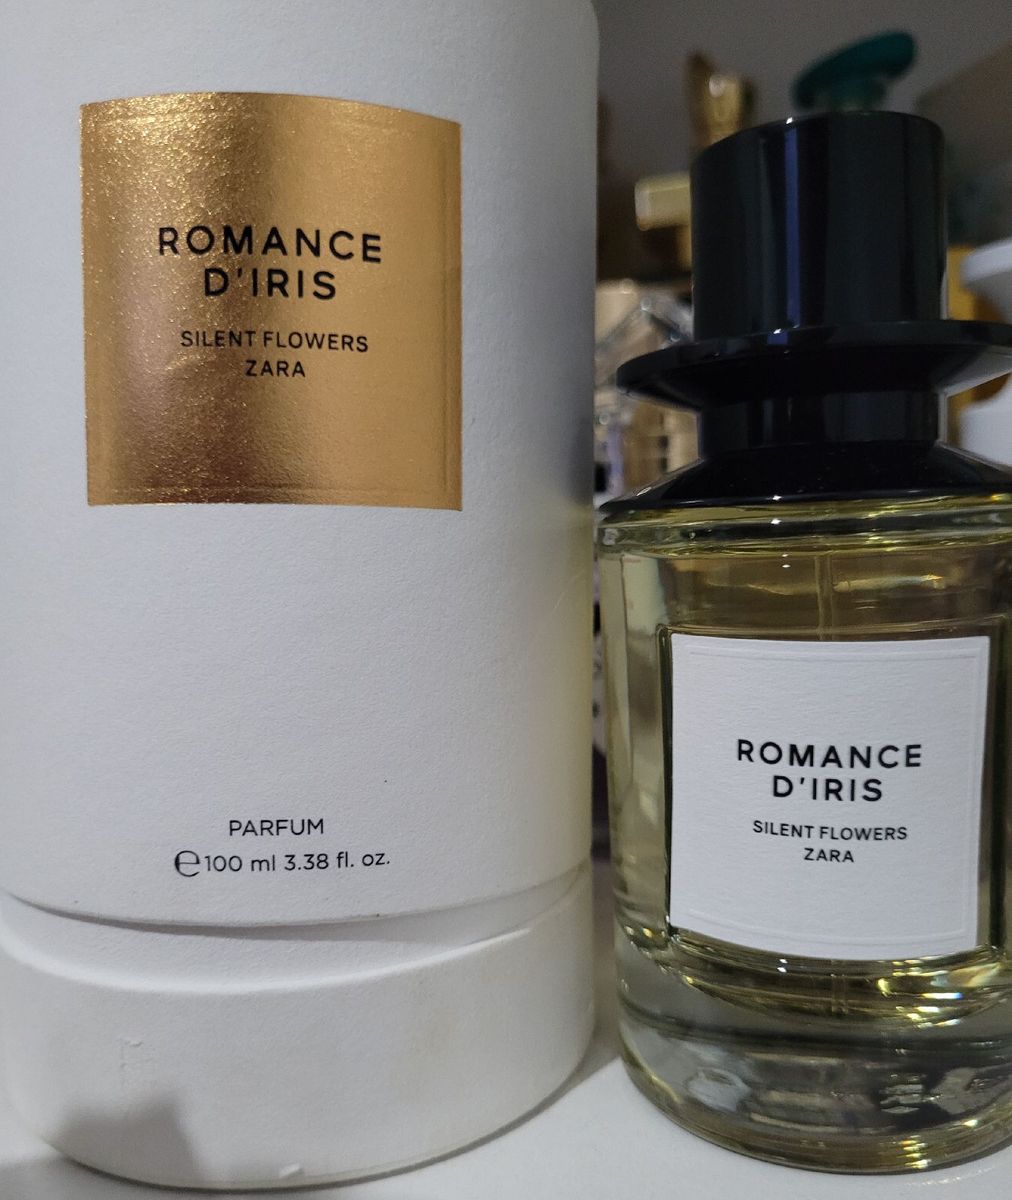 ROMANCE
D'IRIS
SILENT FLOWERS
ZARA
PARFUM
℮100 ml 3.38 fl. oz.
ROMANCE
D'IRIS
SILENT FLOWERS
ZARA